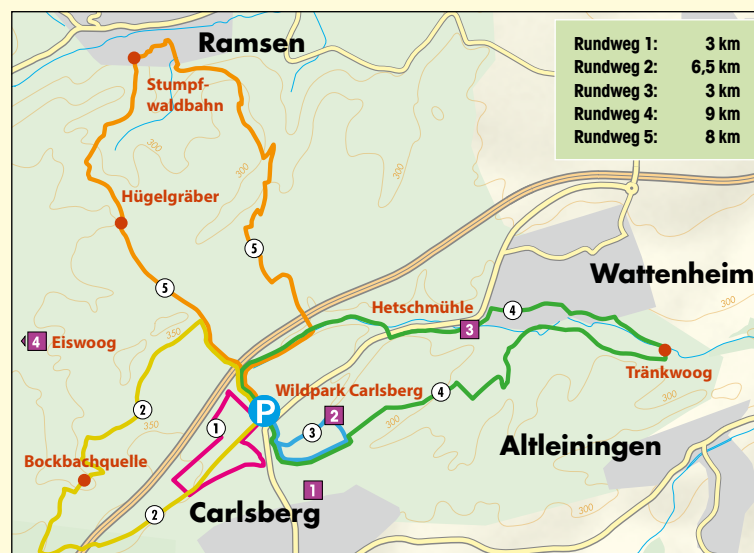 Ramsen
Rundweg 1: 3 km
Rundweg 2: 6,5 km
Rundweg 3: 3 km
Rundweg 4: 9 km
Rundweg 5: 8 km
Stumpf-
waldbahn
300
300
300
Hügelgräber
5
5
Wattenheim
300
Hetschmühle
4
3
350
4 Eiswoog
Tränkwoog
Wildpark Carlsberg
4
P
2
2
1
3
350
300
Altleiningen
Bockbachquelle
1
2
Carlsberg